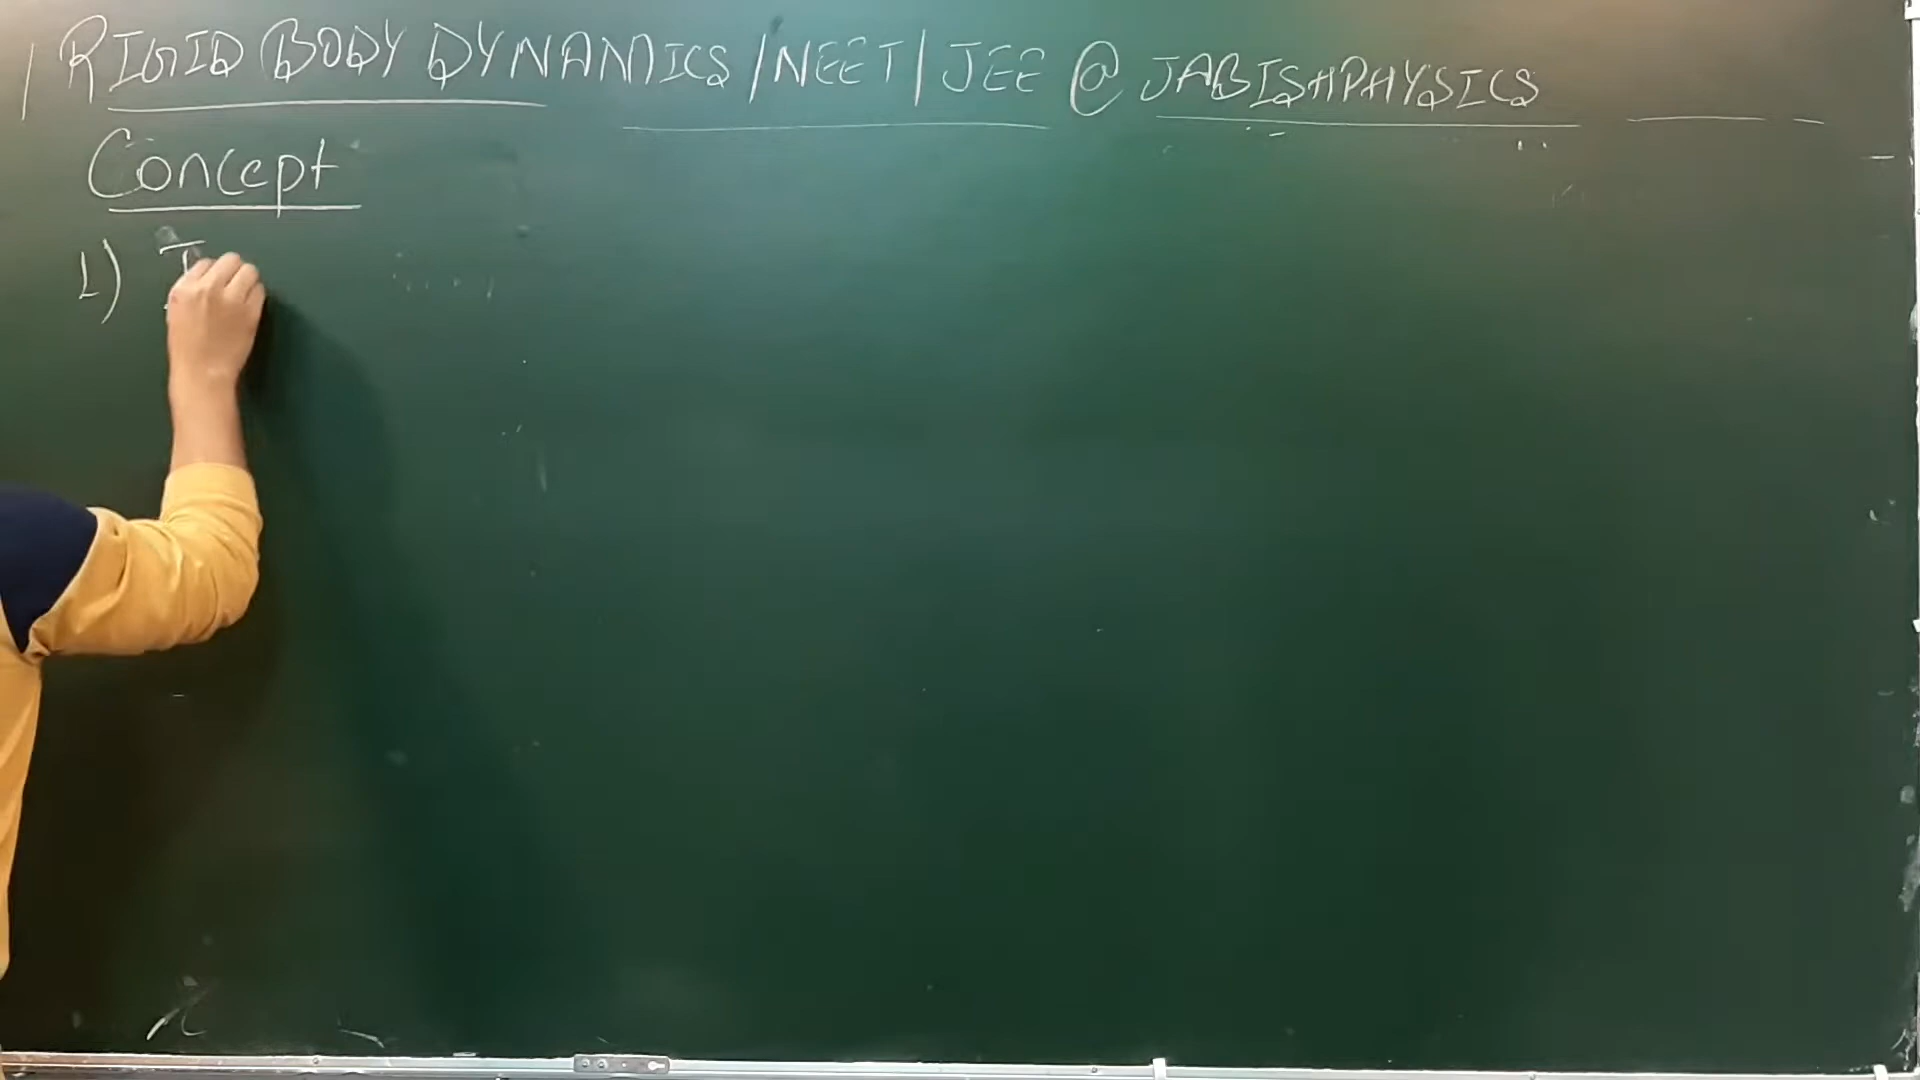 | RIGID BODY DYNAMICS / NEET / JEE @ JABISHPHYSICS
Concept
1) I